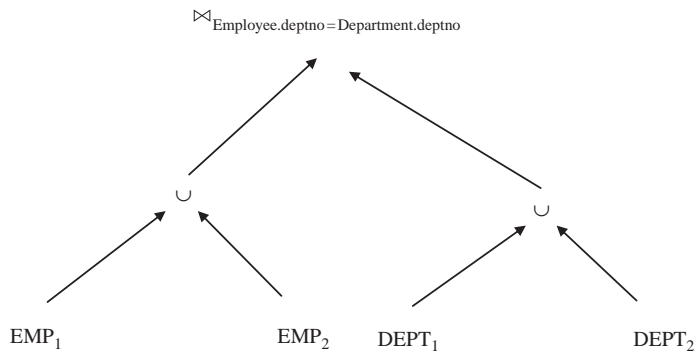 ⋈Employee.deptno=Department.deptno
∪
∪
EMP1
EMP2
DEPT1
DEPT2